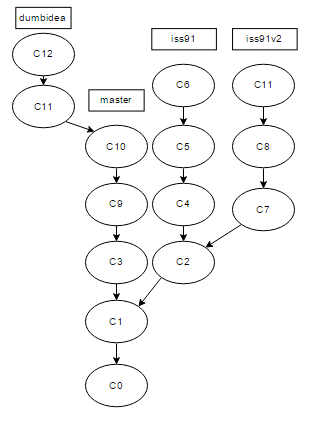 dumbidea
iss91
iss91v2
C12
master
C6
C11
C11
C10
C5
C8
C9
C4
C7
C3
C2
C1
C0